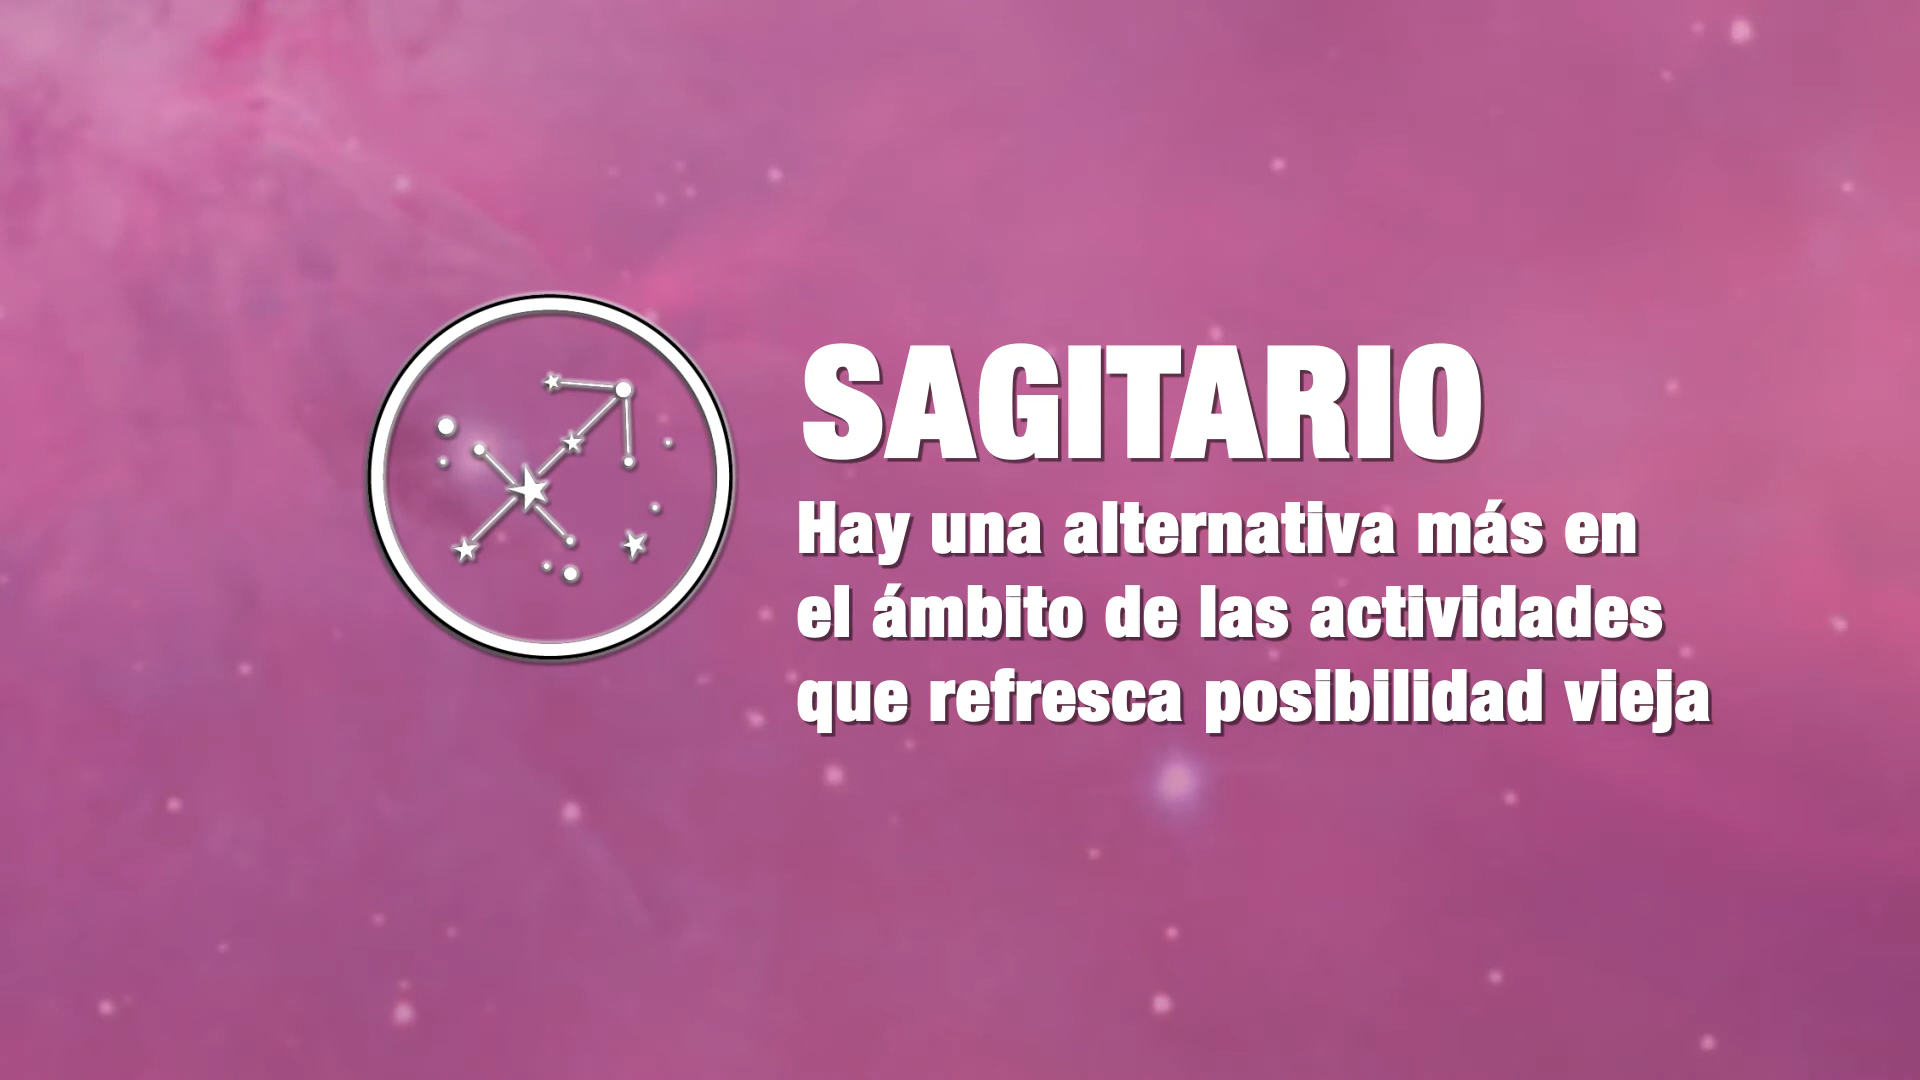 SAGITARIO
Hay una alternativa más en
el ámbito de las actividades
que refresca posibilidad vieja